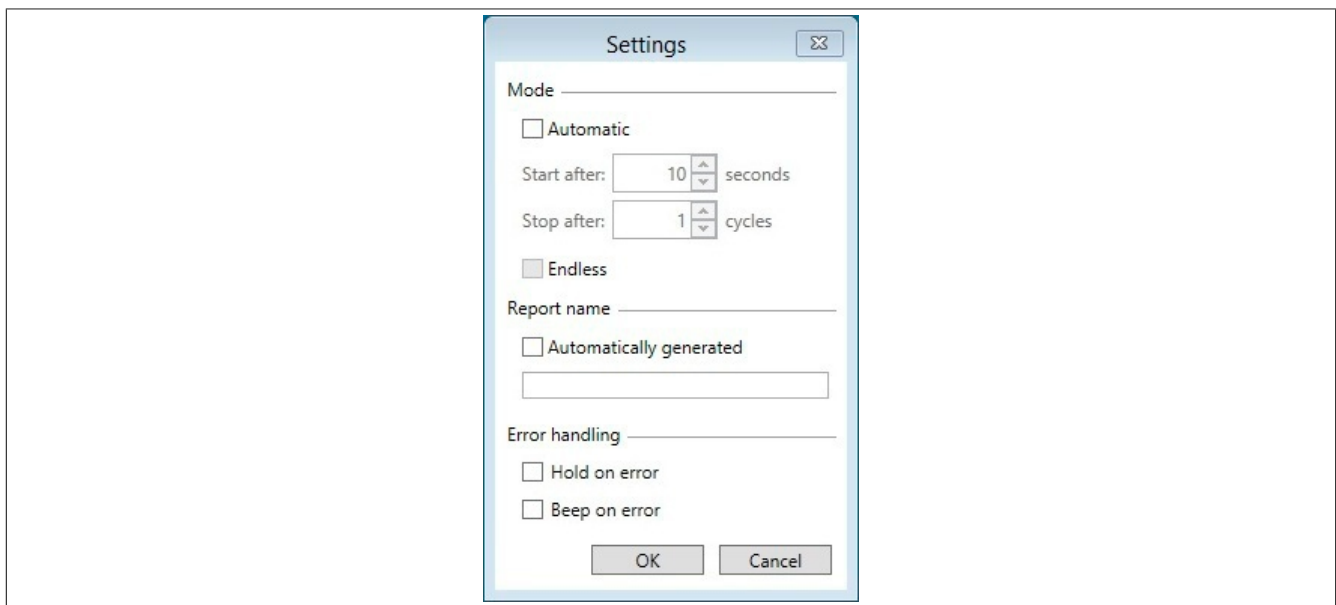 Settings
Mode
Automatic
Start after: 10 seconds
Stop after: 1 cycles
Endless
Report name
Automatically generated
Error handling
Hold on error
Beep on error
OK Cancel